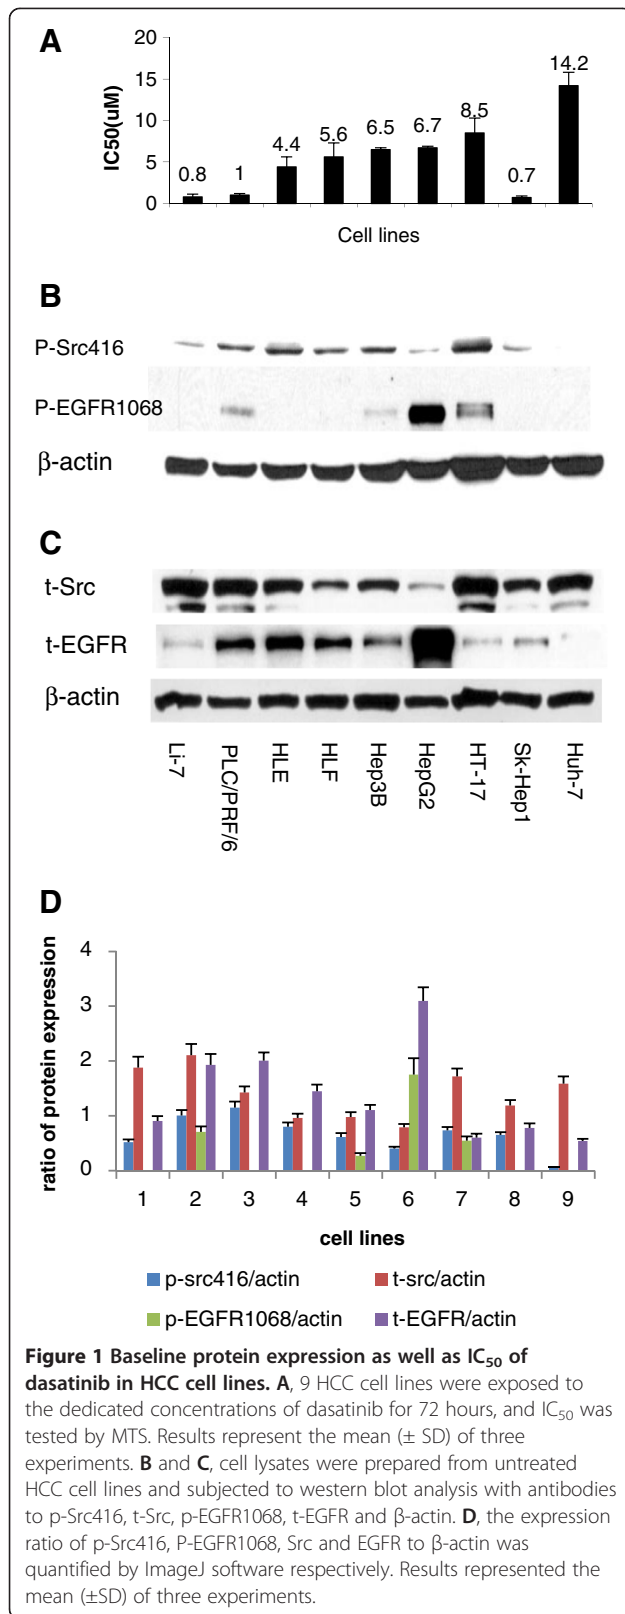 A
20
15
10
5
0
IC50(uM)
0.8
1
4.4
5.6
6.5
6.7
8.5
0.7
14.2
Cell lines
B
P-Src416
P-EGFR1068
β-actin
C
t-Src
t-EGFR
β-actin
Li-7
PLC/PRF/6
HLE
HLF
Hep3B
HepG2
HT-17
Sk-Hep1
Huh-7
D
4
3
2
1
0
ratio of protein expression
1 2 3 4 5 6 7 8 9
cell lines
p-src416/actin
t-src/actin
p-EGFR1068/actin
t-EGFR/actin
Figure 1 Baseline protein expression as well as IC50 of
dasatinib in HCC cell lines. A, 9 HCC cell lines were exposed to
the dedicated concentrations of dasatinib for 72 hours, and IC50 was
tested by MTS. Results represent the mean (± SD) of three
experiments. B and C, cell lysates were prepared from untreated
HCC cell lines and subjected to western blot analysis with antibodies
to p-Src416, t-Src, p-EGFR1068, t-EGFR and β-actin. D, the expression
ratio of p-Src416, P-EGFR1068, Src and EGFR to β-actin was
quantified by ImageJ software respectively. Results represented the
mean (±SD) of three experiments.